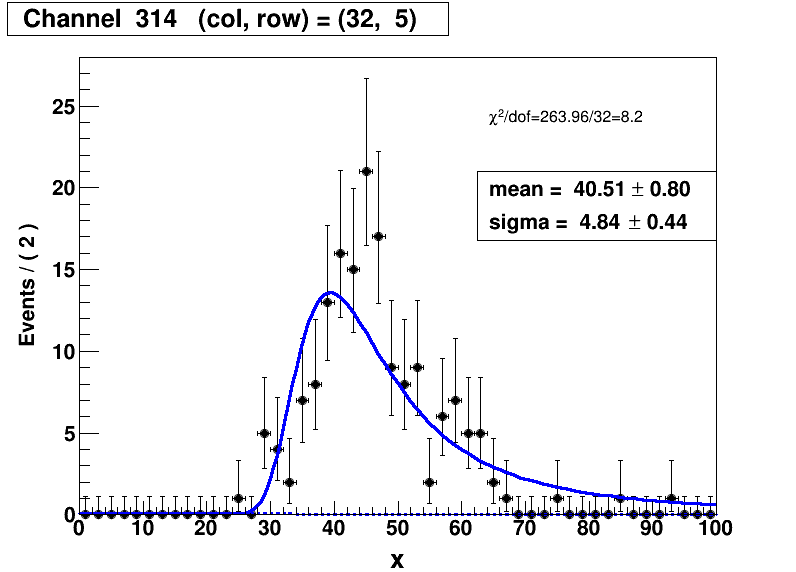 Channel 314 (col, row) = (32, 5)
χ²/dof=263.96/32=8.2
mean = 40.51 ± 0.80
sigma = 4.84 ± 0.44
Events / ( 2 )
25
20
15
10
5
0
0 10 20 30 40 50 60 70 80 90 100
x